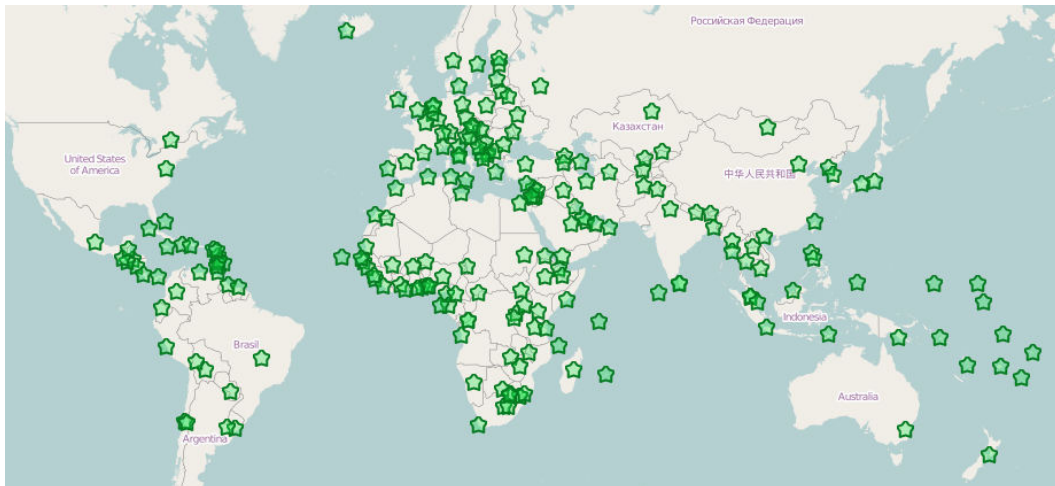 Российская Федерация
Казахстан
United States
of America
中华人民共和国
Brasil
Indonesia
Australia
Argentina